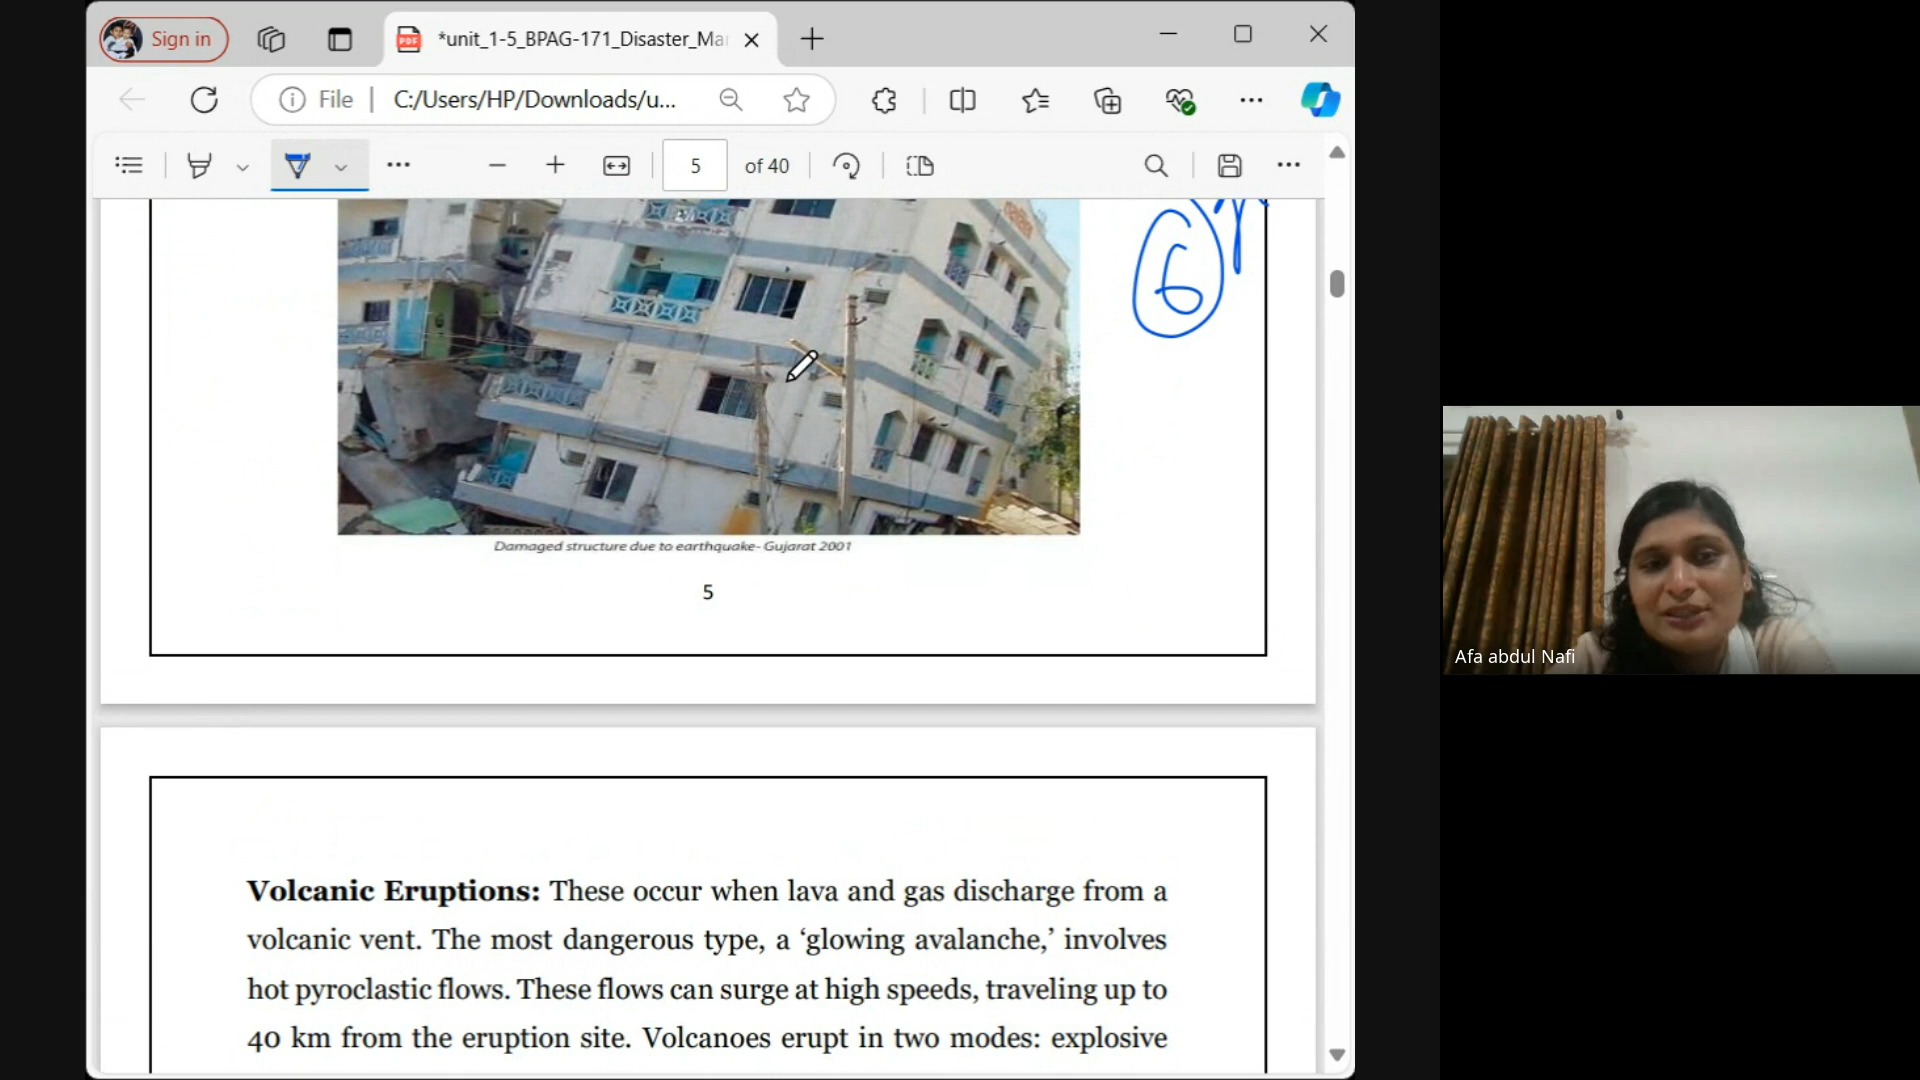 Sign in
*unit_1-5_BPAG-171_Disaster_Mar
File
C:/Users/HP/Downloads/u...
5 of 40
6
Damaged structure due to earthquake- Gujarat 2001
5
Volcanic Eruptions: These occur when lava and gas discharge from a
volcanic vent. The most dangerous type, a ‘glowing avalanche,’ involves
hot pyroclastic flows. These flows can surge at high speeds, traveling up to
40 km from the eruption site. Volcanoes erupt in two modes: explosive
Afa abdul Nafi